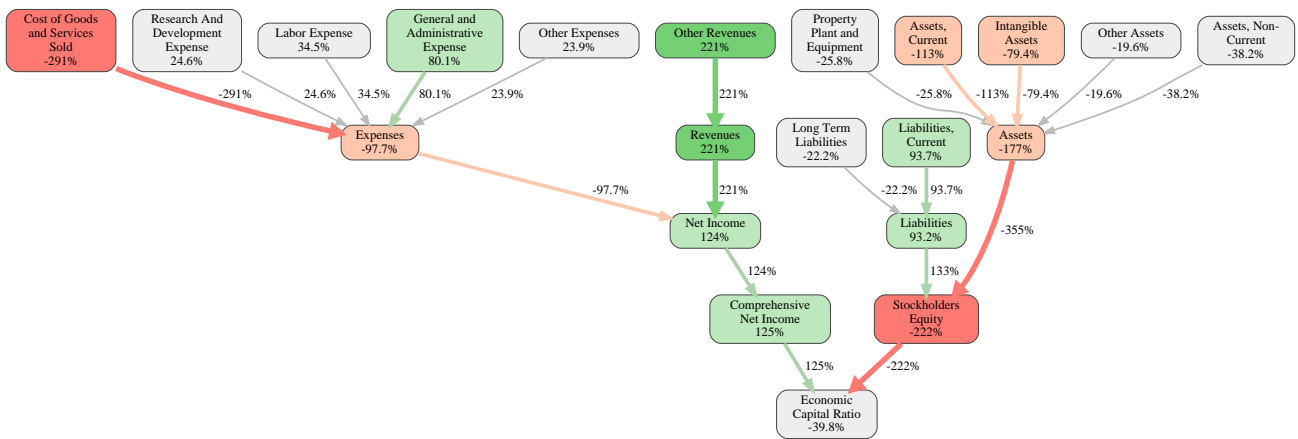 Cost of Goods
and Services
Sold
-291%
Research And
Development
Expense
24.6%
Labor Expense
34.5%
General and
Administrative
Expense
80.1%
Other Expenses
23.9%
Other Revenues
221%
Property
Plant and
Equipment
-25.8%
Assets,
Current
-113%
Intangible
Assets
-79.4%
Other Assets
-19.6%
Assets, Non-
Current
-38.2%
-291%
24.6%
34.5%
80.1%
23.9%
221%
-25.8%
-113%
-79.4%
-19.6%
-38.2%
Expenses
-97.7%
Revenues
221%
Long Term
Liabilities
-22.2%
Liabilities,
Current
93.7%
Assets
-177%
-97.7%
221%
-22.2%
93.7%
Net Income
124%
Liabilities
93.2%
-355%
124%
133%
Comprehensive
Net Income
125%
Stockholders
Equity
-222%
125%
-222%
Economic
Capital Ratio
-39.8%